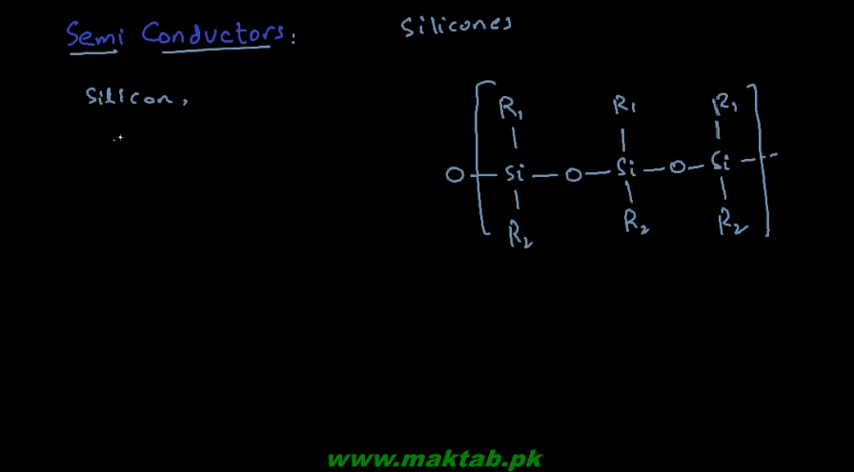 Semi Conductors:
Silicones
Silicon,
R1 R1 R1
O — Si — O — Si — O — Si - -
R2 R2 R2
www.maktab.pk